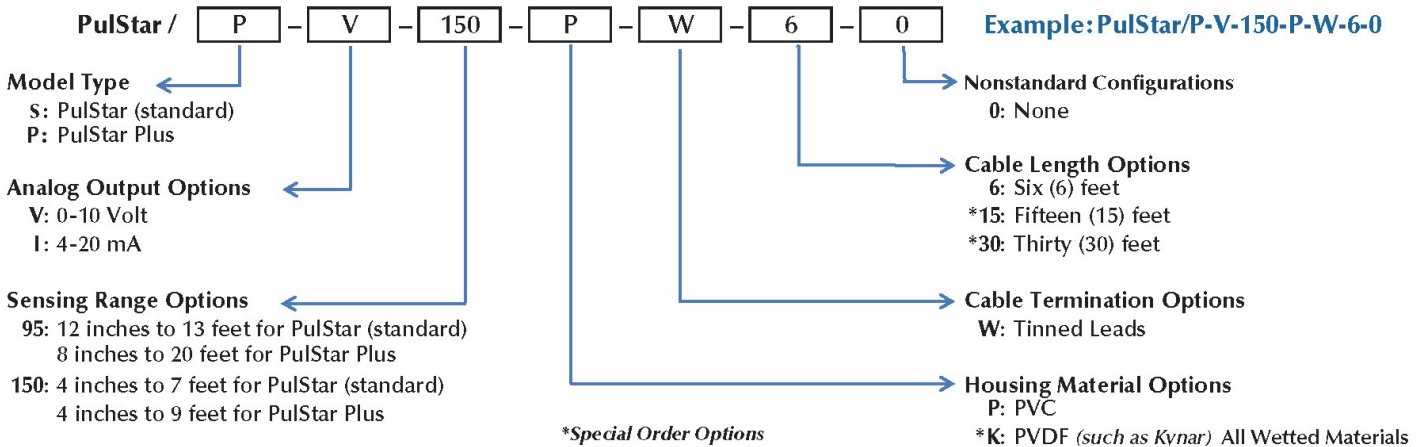 PulStar / P – V – 150 – P – W – 6 – 0 Example: PulStar/P-V-150-P-W-6-0
Model Type
S: PulStar (standard)
P: PulStar Plus
Analog Output Options
V: 0-10 Volt
I: 4-20 mA
Sensing Range Options
95: 12 inches to 13 feet for PulStar (standard)
8 inches to 20 feet for PulStar Plus
150: 4 inches to 7 feet for PulStar (standard)
4 inches to 9 feet for PulStar Plus
Nonstandard Configurations
0: None
Cable Length Options
6: Six (6) feet
*15: Fifteen (15) feet
*30: Thirty (30) feet
Cable Termination Options
W: Tinned Leads
Housing Material Options
P: PVC
*K: PVDF (such as Kynar) All Wetted Materials
*Special Order Options